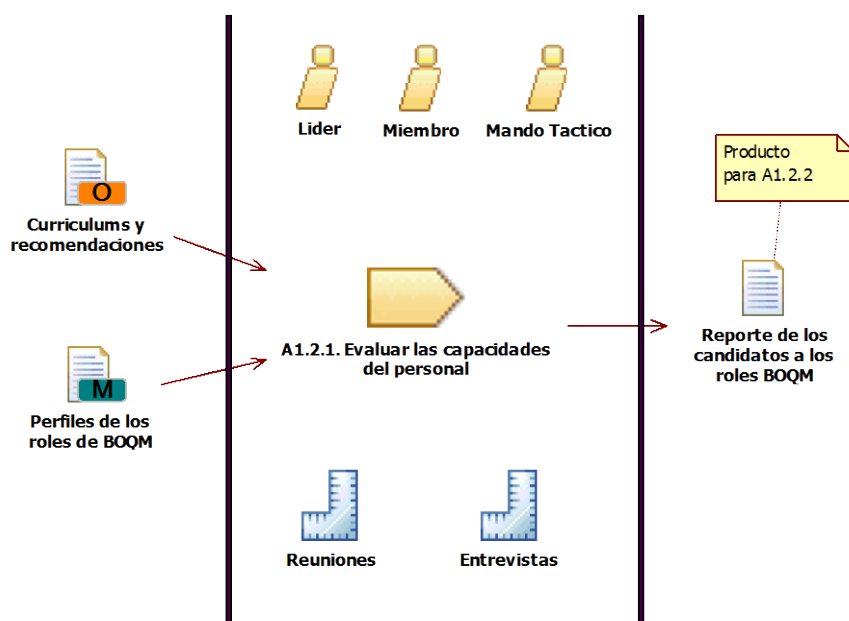 Lider
Miembro
Mando Tactico
O
Curriculums y
recomendaciones
Producto
para A1.2.2
A1.2.1. Evaluar las capacidades
del personal
Reporte de los
candidatos a los
roles BOQM
M
Perfiles de los
roles de BOQM
Reuniones
Entrevistas